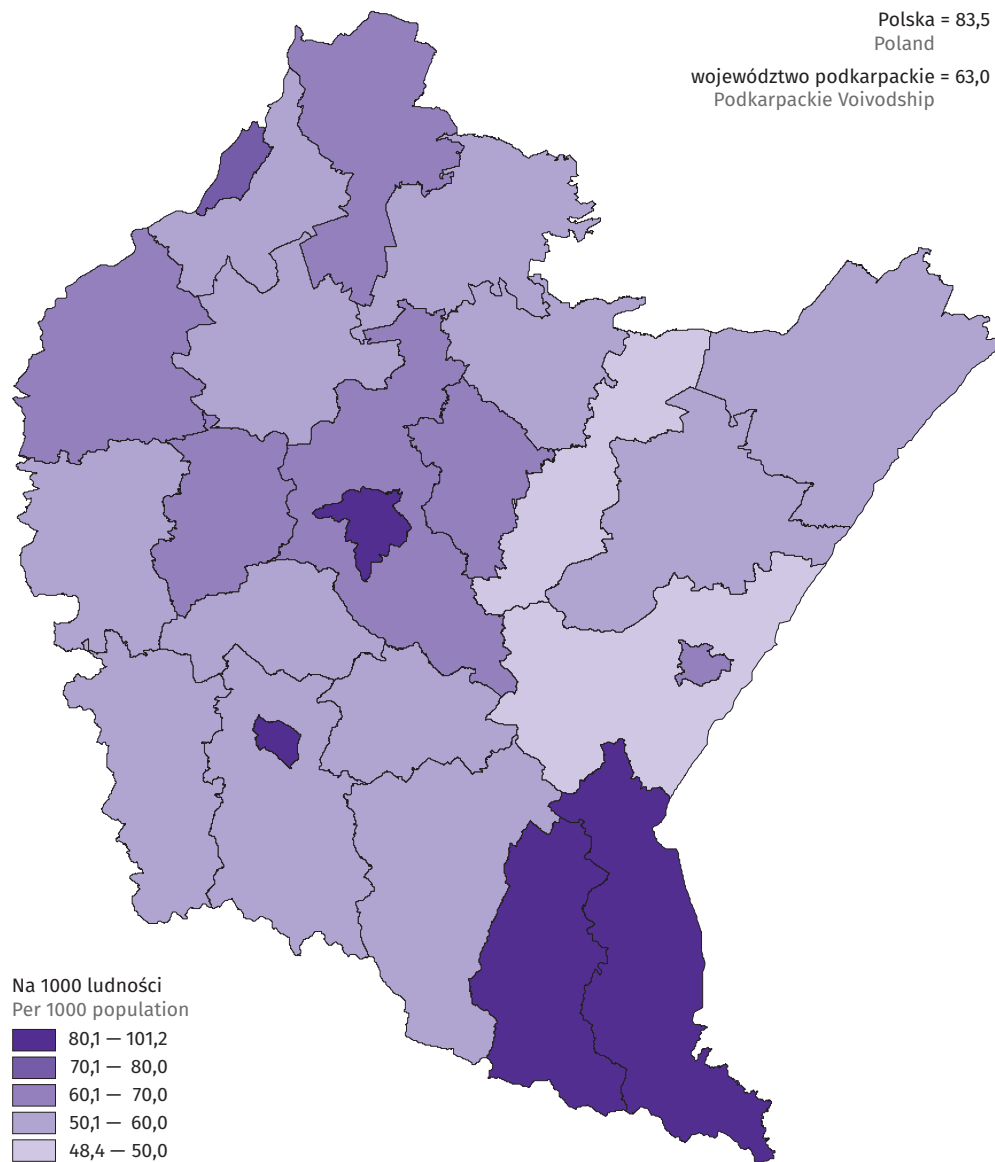 Polska = 83,5
Poland
województwo podkarpackie = 63,0
Podkarpackie Voivodship
Na 1000 ludności
Per 1000 population
80,1 — 101,2
70,1 — 80,0
60,1 — 70,0
50,1 — 60,0
48,4 — 50,0